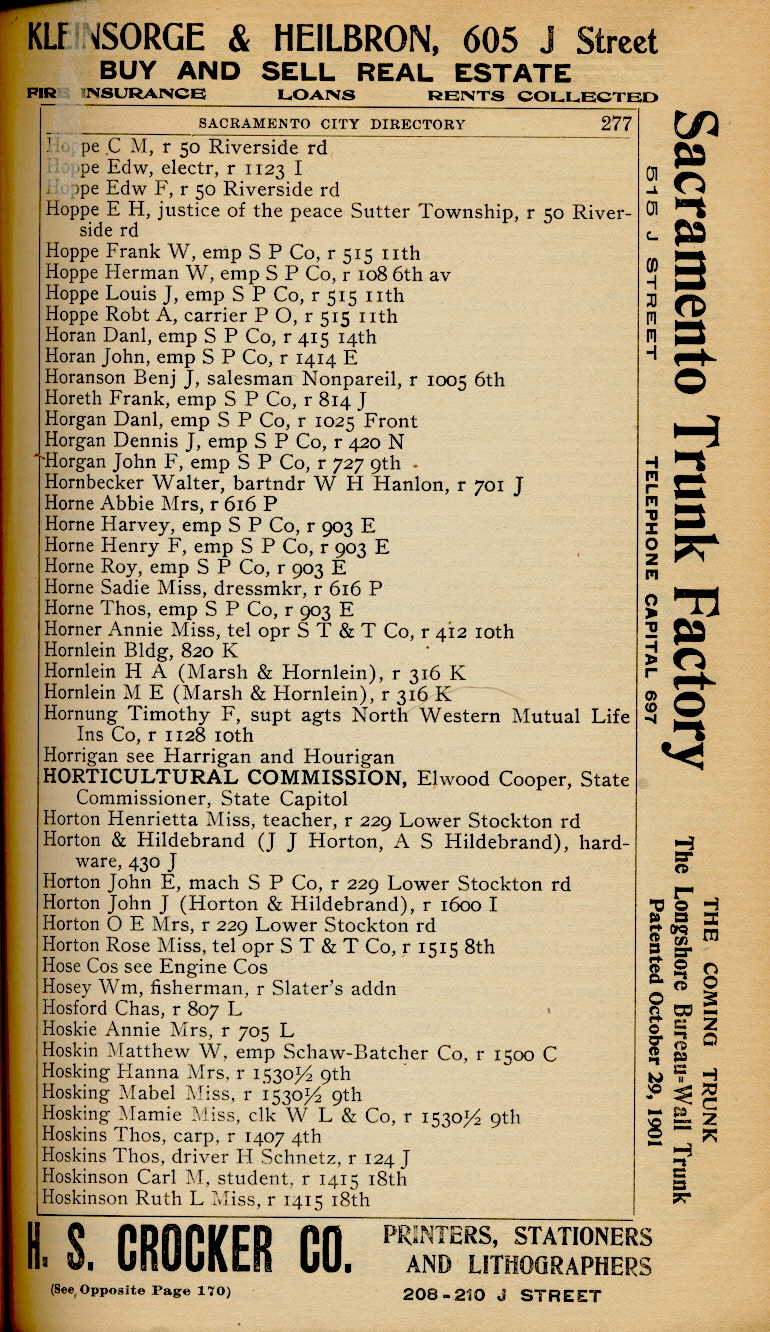 KLEINSORGE & HEILBRON, 605 J Street
BUY AND SELL REAL ESTATE
FIRE INSURANCE LOANS RENTS COLLECTED
SACRAMENTO CITY DIRECTORY 277
Hoppe C M, r 50 Riverside rd
Hoppe Edw, electr, r 1123 I
Hoppe Edw F, r 50 Riverside rd
Hoppe E H, justice of the peace Sutter Township, r 50 River-
side rd
Hoppe Frank W, emp S P Co, r 515 11th
Hoppe Herman W, emp S P Co, r 108 6th av
Hoppe Louis J, emp S P Co, r 515 11th
Hoppe Robt A, carrier P O, r 515 11th
Horan Danl, emp S P Co, r 415 14th
Horan John, emp S P Co, r 1414 E
Horanson Benj J, salesman Nonpareil, r 1005 6th
Horeth Frank, emp S P Co, r 814 J
Horgan Danl, emp S P Co, r 1025 Front
Horgan Dennis J, emp S P Co, r 420 N
Horgan John F, emp S P Co, r 727 9th
Hornbecker Walter, bartndr W H Hanlon, r 701 J
Horne Abbie Mrs, r 616 P
Horne Harvey, emp S P Co, r 903 E
Horne Henry F, emp S P Co, r 903 E
Horne Roy, emp S P Co, r 903 E
Horne Sadie Miss, dressmkr, r 616 P
Horne Thos, emp S P Co, r 903 E
Horner Annie Miss, tel opr S T & T Co, r 412 10th
Hornlein Bldg, 820 K
Hornlein H A (Marsh & Hornlein), r 316 K
Hornlein M E (Marsh & Hornlein), r 316 K
Hornung Timothy F, supt agts North Western Mutual Life
Ins Co, r 1128 10th
Horrigan see Harrigan and Hourigan
HORTICULTURAL COMMISSION, Elwood Cooper, State
Commissioner, State Capitol
Horton Henrietta Miss, teacher, r 229 Lower Stockton rd
Horton & Hildebrand (J J Horton, A S Hildebrand), hard-
ware, 430 J
Horton John E, mach S P Co, r 229 Lower Stockton rd
Horton John J (Horton & Hildebrand), r 1600 I
Horton O E Mrs, r 229 Lower Stockton rd
Horton Rose Miss, tel opr S T & T Co, r 1515 8th
Hose Cos see Engine Cos
Hosey Wm, fisherman, r Slater's addn
Hosford Chas, r 807 L
Hoskie Annie Mrs, r 705 L
Hoskin Matthew W, emp Schaw-Batcher Co, r 1500 C
Hosking Hanna Mrs, r 1530½ 9th
Hosking Mabel Miss, r 1530½ 9th
Hosking Mamie Miss, clk W L & Co, r 1530½ 9th
Hoskins Thos, carp, r 1407 4th
Hoskins Thos, driver H Schnetz, r 124 J
Hoskinson Carl M, student, r 1415 18th
Hoskinson Ruth L Miss, r 1415 18th
H. S. CROCKER CO.
(See Opposite Page 170)
PRINTERS, STATIONERS
AND LITHOGRAPHERS
208-210 J STREET
Sacramento Trunk Factory
515 J STREET TELEPHONE CAPITAL 697
THE COMING TRUNK
The Longshore Bureau-Wall Trunk
Patented October 29, 1901